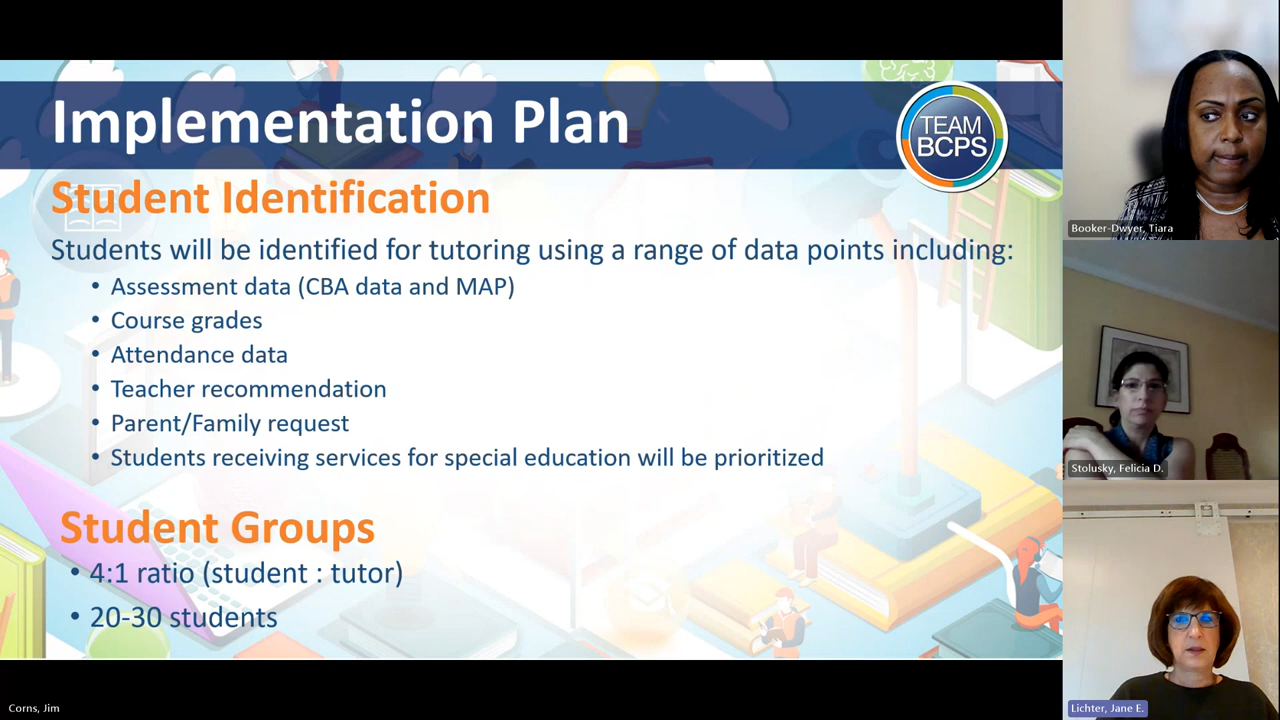 Implementation Plan
TEAM
BCPS
Student Identification
Students will be identified for tutoring using a range of data points including:
• Assessment data (CBA data and MAP)
• Course grades
• Attendance data
• Teacher recommendation
• Parent/Family request
• Students receiving services for special education will be prioritized
Student Groups
• 4:1 ratio (student : tutor)
• 20-30 students
Booker-Dwyer, Tiara
Stolusky, Felicia D.
Lichter, Jane E.
Corns, Jim